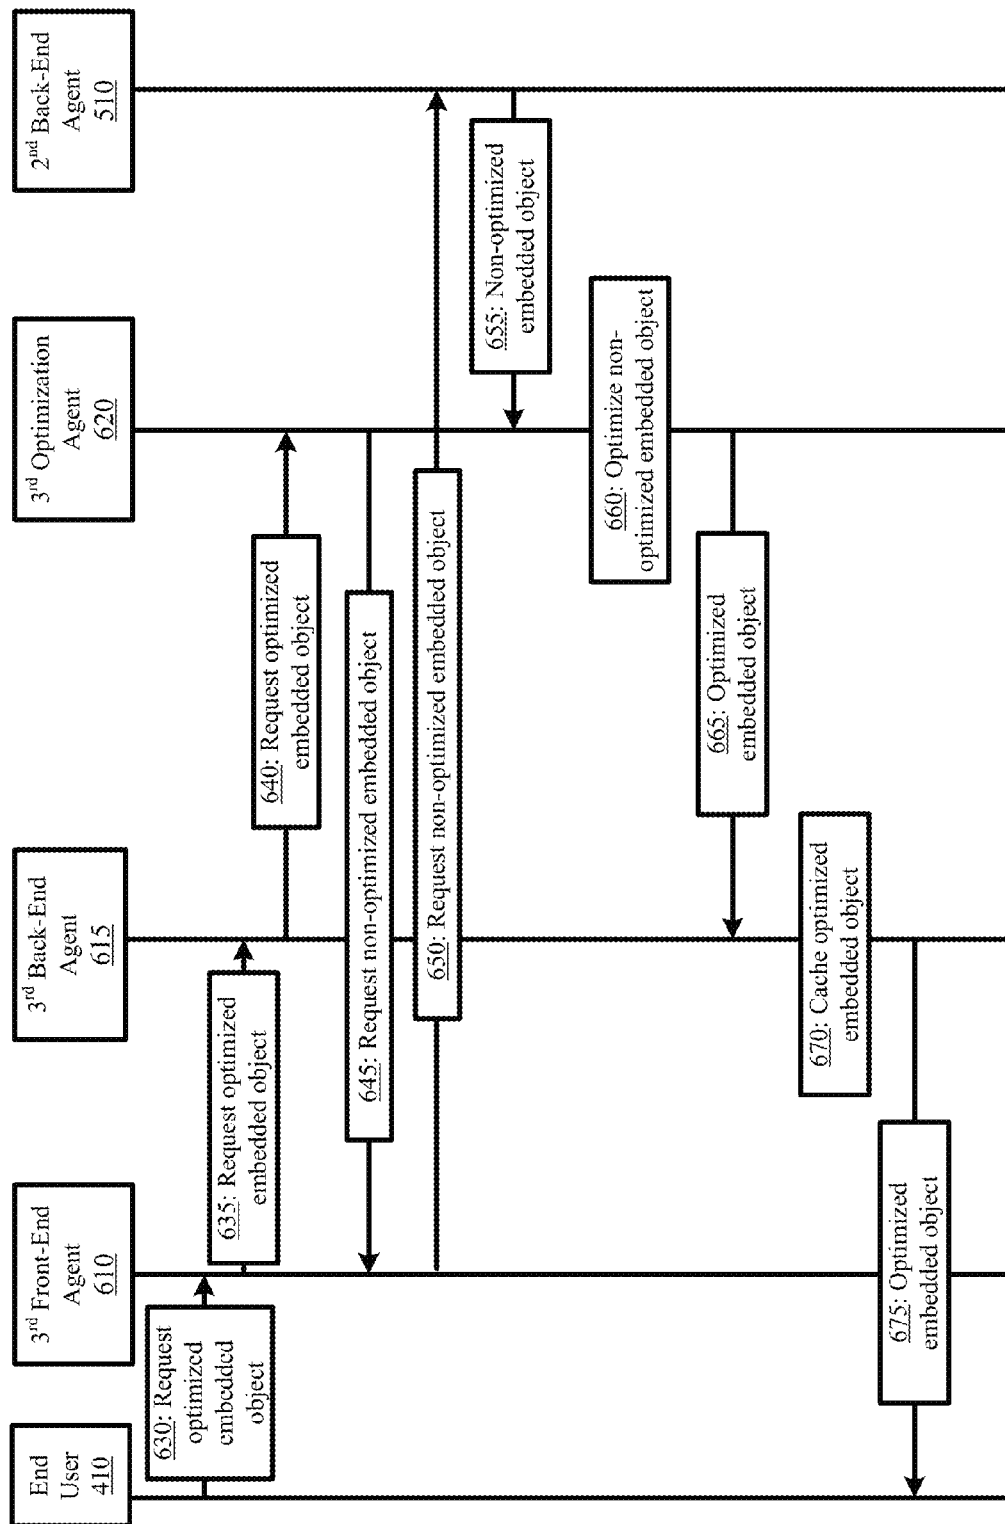 End
User
410
3rd Front-End
Agent
610
3rd Back-End
Agent
615
3rd Optimization
Agent
620
2nd Back-End
Agent
510
630: Request
optimized
embedded
object
635: Request optimized
embedded object
640: Request optimized
embedded object
645: Request non-optimized embedded object
650: Request non-optimized embedded object
655: Non-optimized
embedded object
660: Optimize non-
optimized embedded object
665: Optimized
embedded object
670: Cache optimized
embedded object
675: Optimized
embedded object